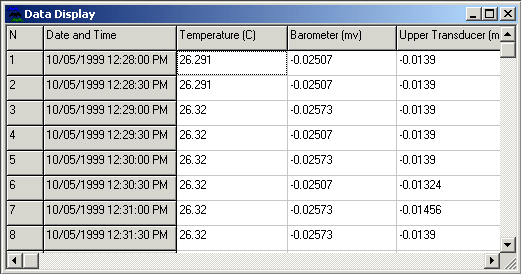 Data Display
N Date and Time Temperature (C) Barometer (mv) Upper Transducer (m
1 10/05/1999 12:28:00 PM 26.291 -0.02507 -0.0139
2 10/05/1999 12:28:30 PM 26.291 -0.02507 -0.0139
3 10/05/1999 12:29:00 PM 26.32 -0.02573 -0.0139
4 10/05/1999 12:29:30 PM 26.32 -0.02507 -0.0139
5 10/05/1999 12:30:00 PM 26.32 -0.02573 -0.0139
6 10/05/1999 12:30:30 PM 26.32 -0.02507 -0.01324
7 10/05/1999 12:31:00 PM 26.32 -0.02573 -0.01456
8 10/05/1999 12:31:30 PM 26.32 -0.02573 -0.0139